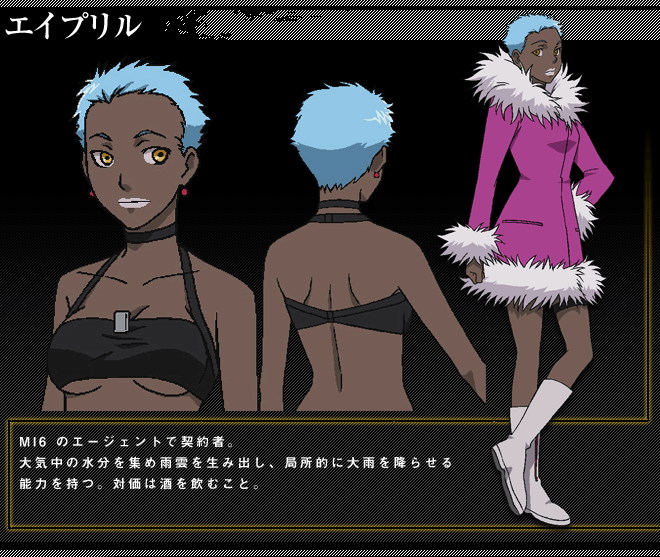 エイプリル
MI6 のエージェントで契約者。
大気中の水分を集め雨雲を生み出し、局所的に大雨を降らせる
能力を持つ。対価は酒を飲むこと。